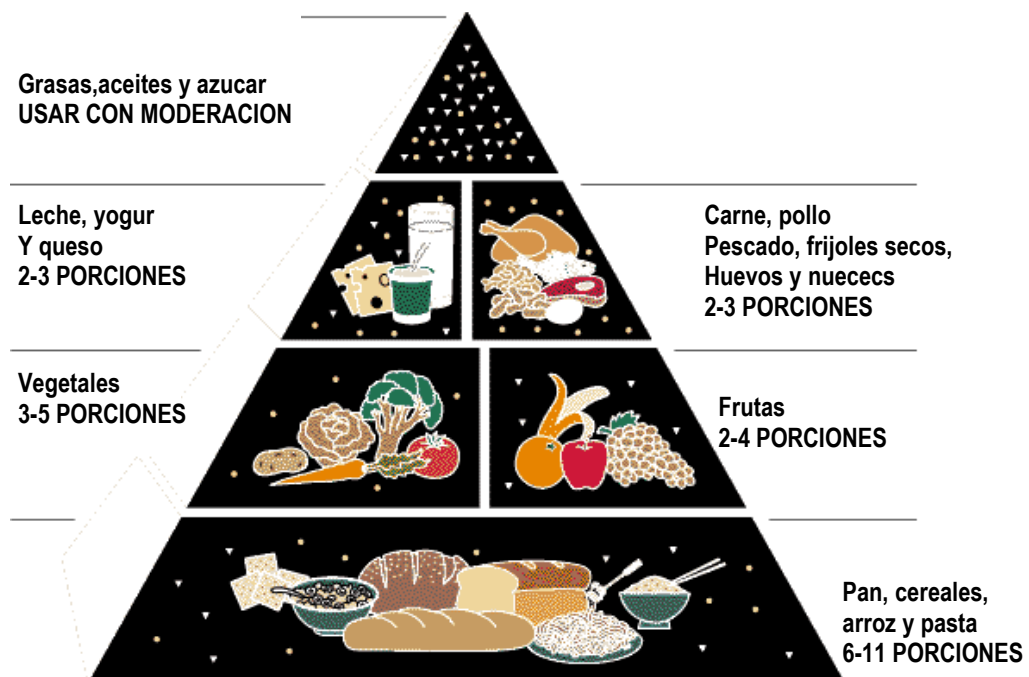 Grasas,aceites y azucar
USAR CON MODERACION
Leche, yogur
Y queso
2-3 PORCIONES
Carne, pollo
Pescado, frijoles secos,
Huevos y nuececs
2-3 PORCIONES
Vegetales
3-5 PORCIONES
Frutas
2-4 PORCIONES
Pan, cereales,
arroz y pasta
6-11 PORCIONES